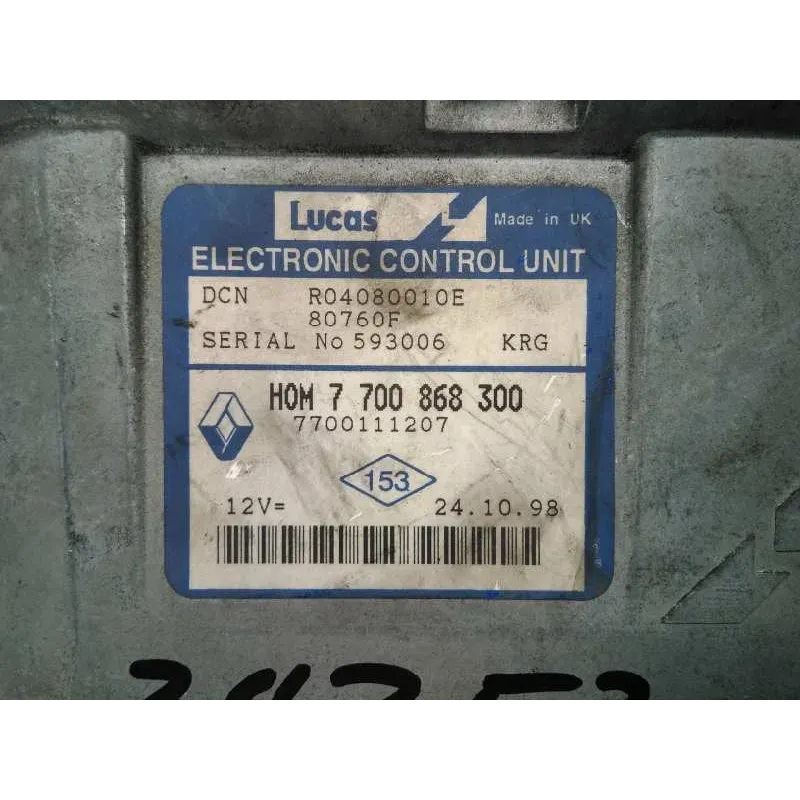 Lucas Made in UK
ELECTRONIC CONTROL UNIT
DCN R04080010E
80760F
SERIAL No 593006 KRG
HOM 7 700 868 300
7700111207
153
12V= 24.10.98